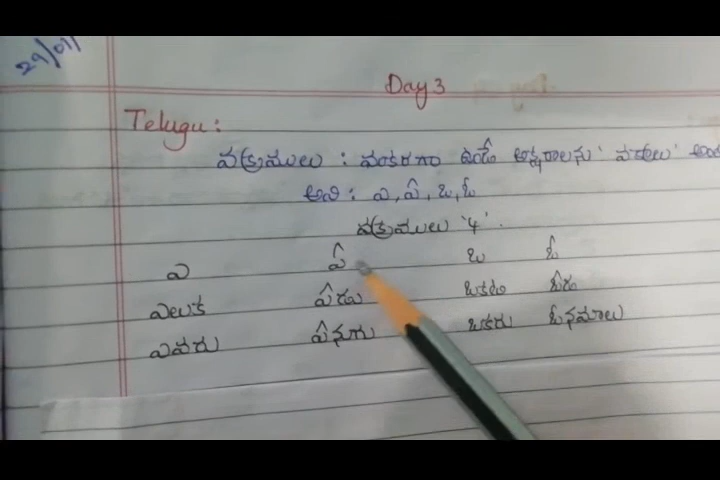 29/01/
Day 3
Telugu:
వక్రములు : వంకరగా ఉండే అక్షరాలను 'వక్రాలు'
అవి : ఎ, ఏ, ఒ, ఓ
వక్రములు '4'.
ఎ ఏ ఒ ఓ
ఎలుక ఏడు ఒకటి ఓడ
ఎవరు ఏనుగు ఒకరు ఓనమాలు